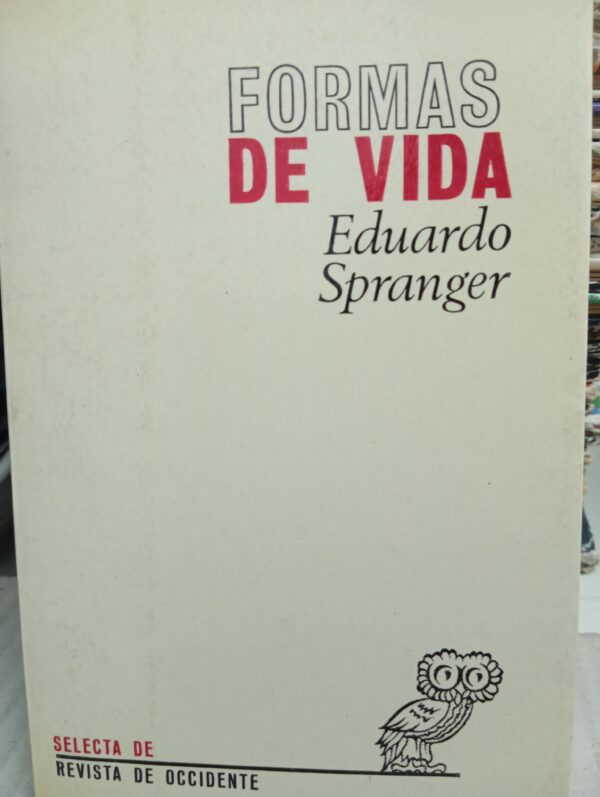 FORMAS
DE VIDA
Eduardo
Spranger
SELECTA DE
REVISTA DE OCCIDENTE